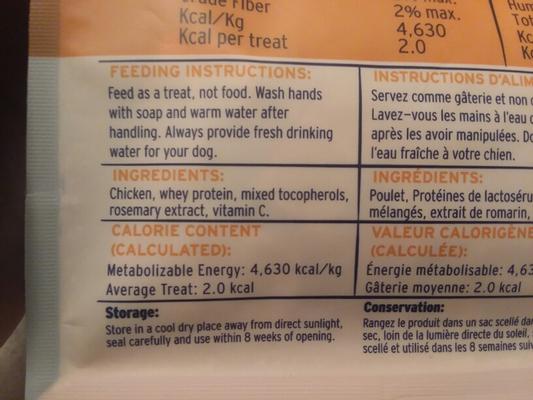 Fiber 2% max.
Kcal/Kg 4,630
Kcal per treat 2.0
FEEDING INSTRUCTIONS:
Feed as a treat, not food. Wash hands
with soap and warm water after
handling. Always provide fresh drinking
water for your dog.
INGREDIENTS:
Chicken, whey protein, mixed tocopherols,
rosemary extract, vitamin C.
CALORIE CONTENT
(CALCULATED):
Metabolizable Energy: 4,630 kcal/kg
Average Treat: 2.0 kcal
Storage:
Store in a cool dry place away from direct sunlight,
seal carefully and use within 8 weeks of opening.
INSTRUCTIONS D'ALIM
Servez comme gâterie et non
Lavez-vous les mains à l'eau
après les avoir manipulées.
l'eau fraîche à votre chien.
INGRÉDIENTS:
Poulet, Protéines de lactoséru
mélangés, extrait de romarin,
VALEUR CALORIGÈNE
(CALCULÉE):
Énergie métabolisable: 4,63
Gâterie moyenne: 2.0 kcal
Conservation:
Rangez le produit dans un sac scellé dan
sec, loin de la lumière directe du soleil,
scellé et utilisé dans les 8 semaines suiv